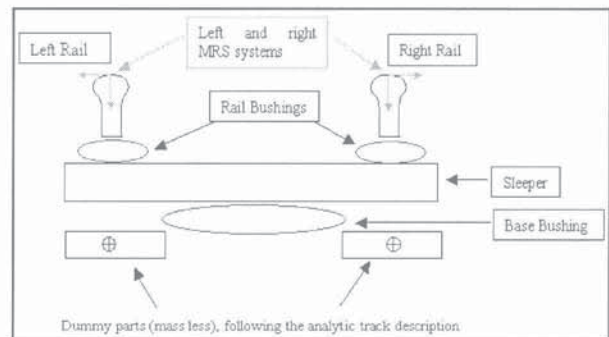 Left Rail
Left and right
MRS systems
Right Rail
Rail Bushings
Sleeper
Base Bushing
Dummy parts (mass less), following the analytic track description